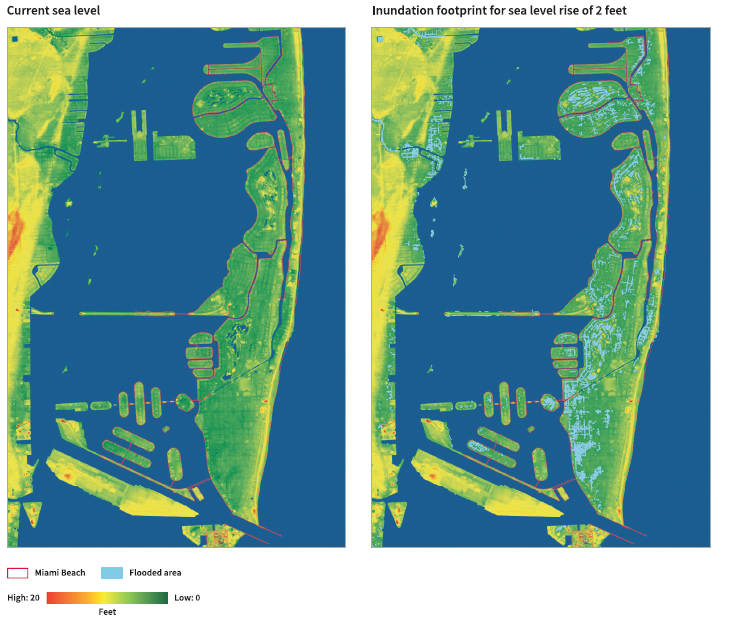 Current sea level
Inundation footprint for sea level rise of 2 feet
Miami Beach
Flooded area
High: 20
Low: 0
Feet